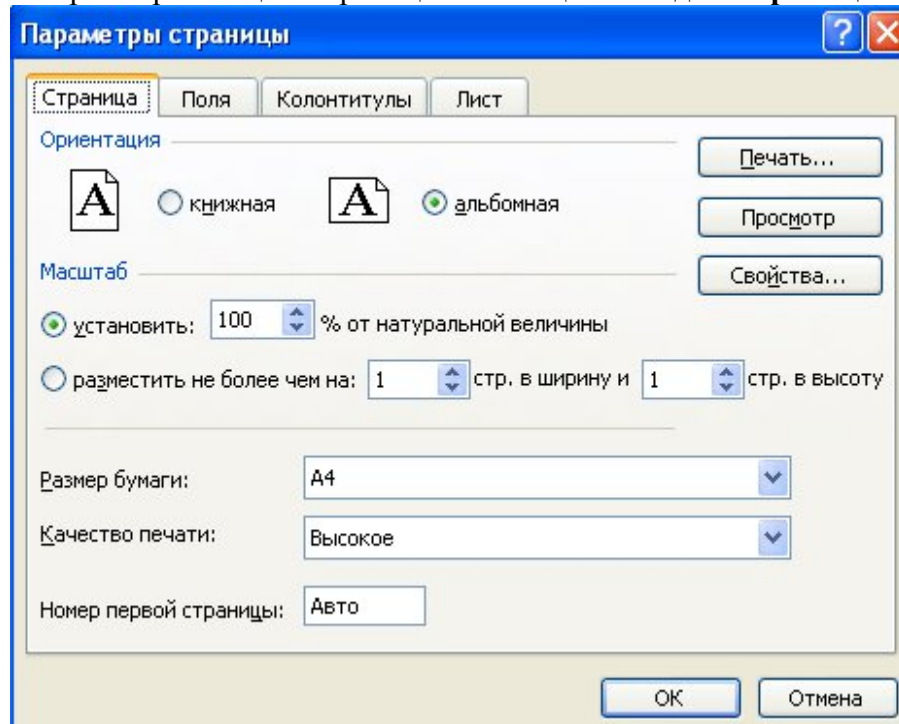 Параметры страницы
Страница Поля Колонтитулы Лист
Ориентация
Печать...
A книжная A альбомная
Просмотр
Масштаб
Свойства...
установить: 100 % от натуральной величины
разместить не более чем на: 1 стр. в ширину и 1 стр. в высоту
Размер бумаги: A4
Качество печати: Высокое
Номер первой страницы: Авто
ОК Отмена